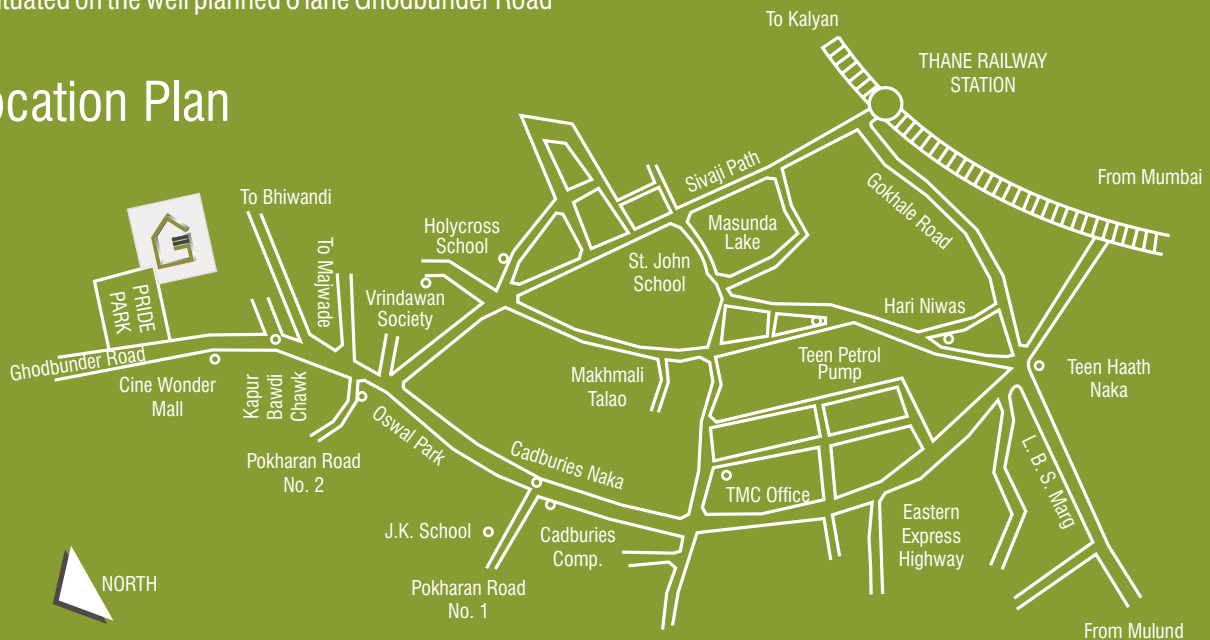 situated on the well planned 6 lane Ghodbunder Road
ocation Plan
To Kalyan
THANE RAILWAY
STATION
From Mumbai
Sivaji Path
Gokhale Road
Masunda
Lake
To Bhiwandi
To Majwade
Holycross
School
St. John
School
Vrindawan
Society
Hari Niwas
PRIDE
PARK
Ghodbunder Road
Cine Wonder
Mall
Kapur
Bawdi
Chawk
Makhmali
Talao
Teen Petrol
Pump
Teen Haath
Naka
Oswal Park
Pokharan Road
No. 2
Cadburies Naka
L. B. S. Marg
TMC Office
J.K. School
Cadburies
Comp.
Eastern
Express
Highway
Pokharan Road
No. 1
NORTH
From Mulund